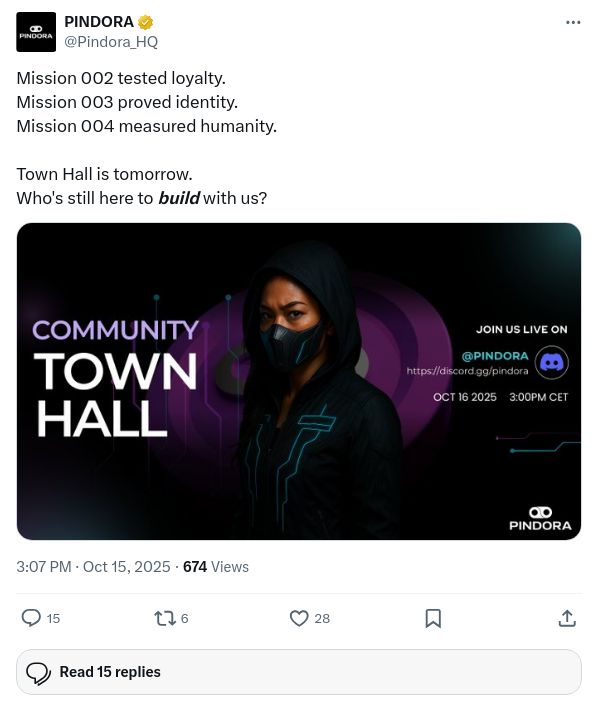 PINDORA
PINDORA
@Pindora_HQ
Mission 002 tested loyalty.
Mission 003 proved identity.
Mission 004 measured humanity.
Town Hall is tomorrow.
Who's still here to build with us?
COMMUNITY
TOWN
HALL
JOIN US LIVE ON
@PINDORA
https://discord.gg/pindora
OCT 16 2025 3:00PM CET
PINDORA
3:07 PM · Oct 15, 2025 · 674 Views
15 6 28
Read 15 replies